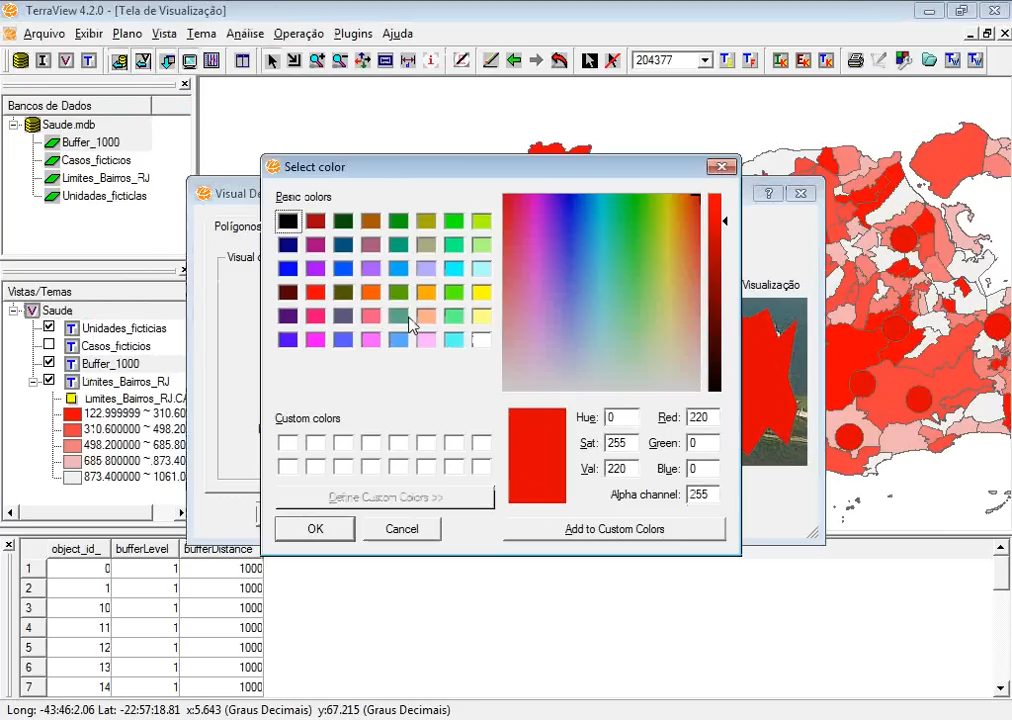 TerraView 4.2.0 - [Tela de Visualização]
Arquivo Exibir Plano Vista Tema Análise Operação Plugins Ajuda
204377
Bancos de Dados
Saude.mdb
Buffer_1000
Casos_ficticios
Limites_Bairros_RJ
Unidades_ficticias
Vistas/Temas
Saude
Unidades_ficticias
Casos_ficticios
Buffer_1000
Limites_Bairros_RJ
Limites_Bairros_RJ.CA
122.999999 ~ 310.60
310.600000 ~ 498.20
498.200000 ~ 685.80
685.800000 ~ 873.40
873.400000 ~ 1061.0
Visual De
Polígonos
Visual
Visualização
Select color
Basic colors
Custom colors
Define Custom Colors >>
OK
Cancel
Hue: 0 Red: 220
Sat: 255 Green: 0
Val: 220 Blue: 0
Alpha channel: 255
Add to Custom Colors
object_id_ bufferLevel bufferDistance
1 0 1 1000
2 1 1 1000
3 10 1 1000
4 11 1 1000
5 12 1 1000
6 13 1 1000
7 14 1 1000
Long: -43:46:2.06 Lat: -22:57:18.81 x:5.643 (Graus Decimais) y:67.215 (Graus Decimais)